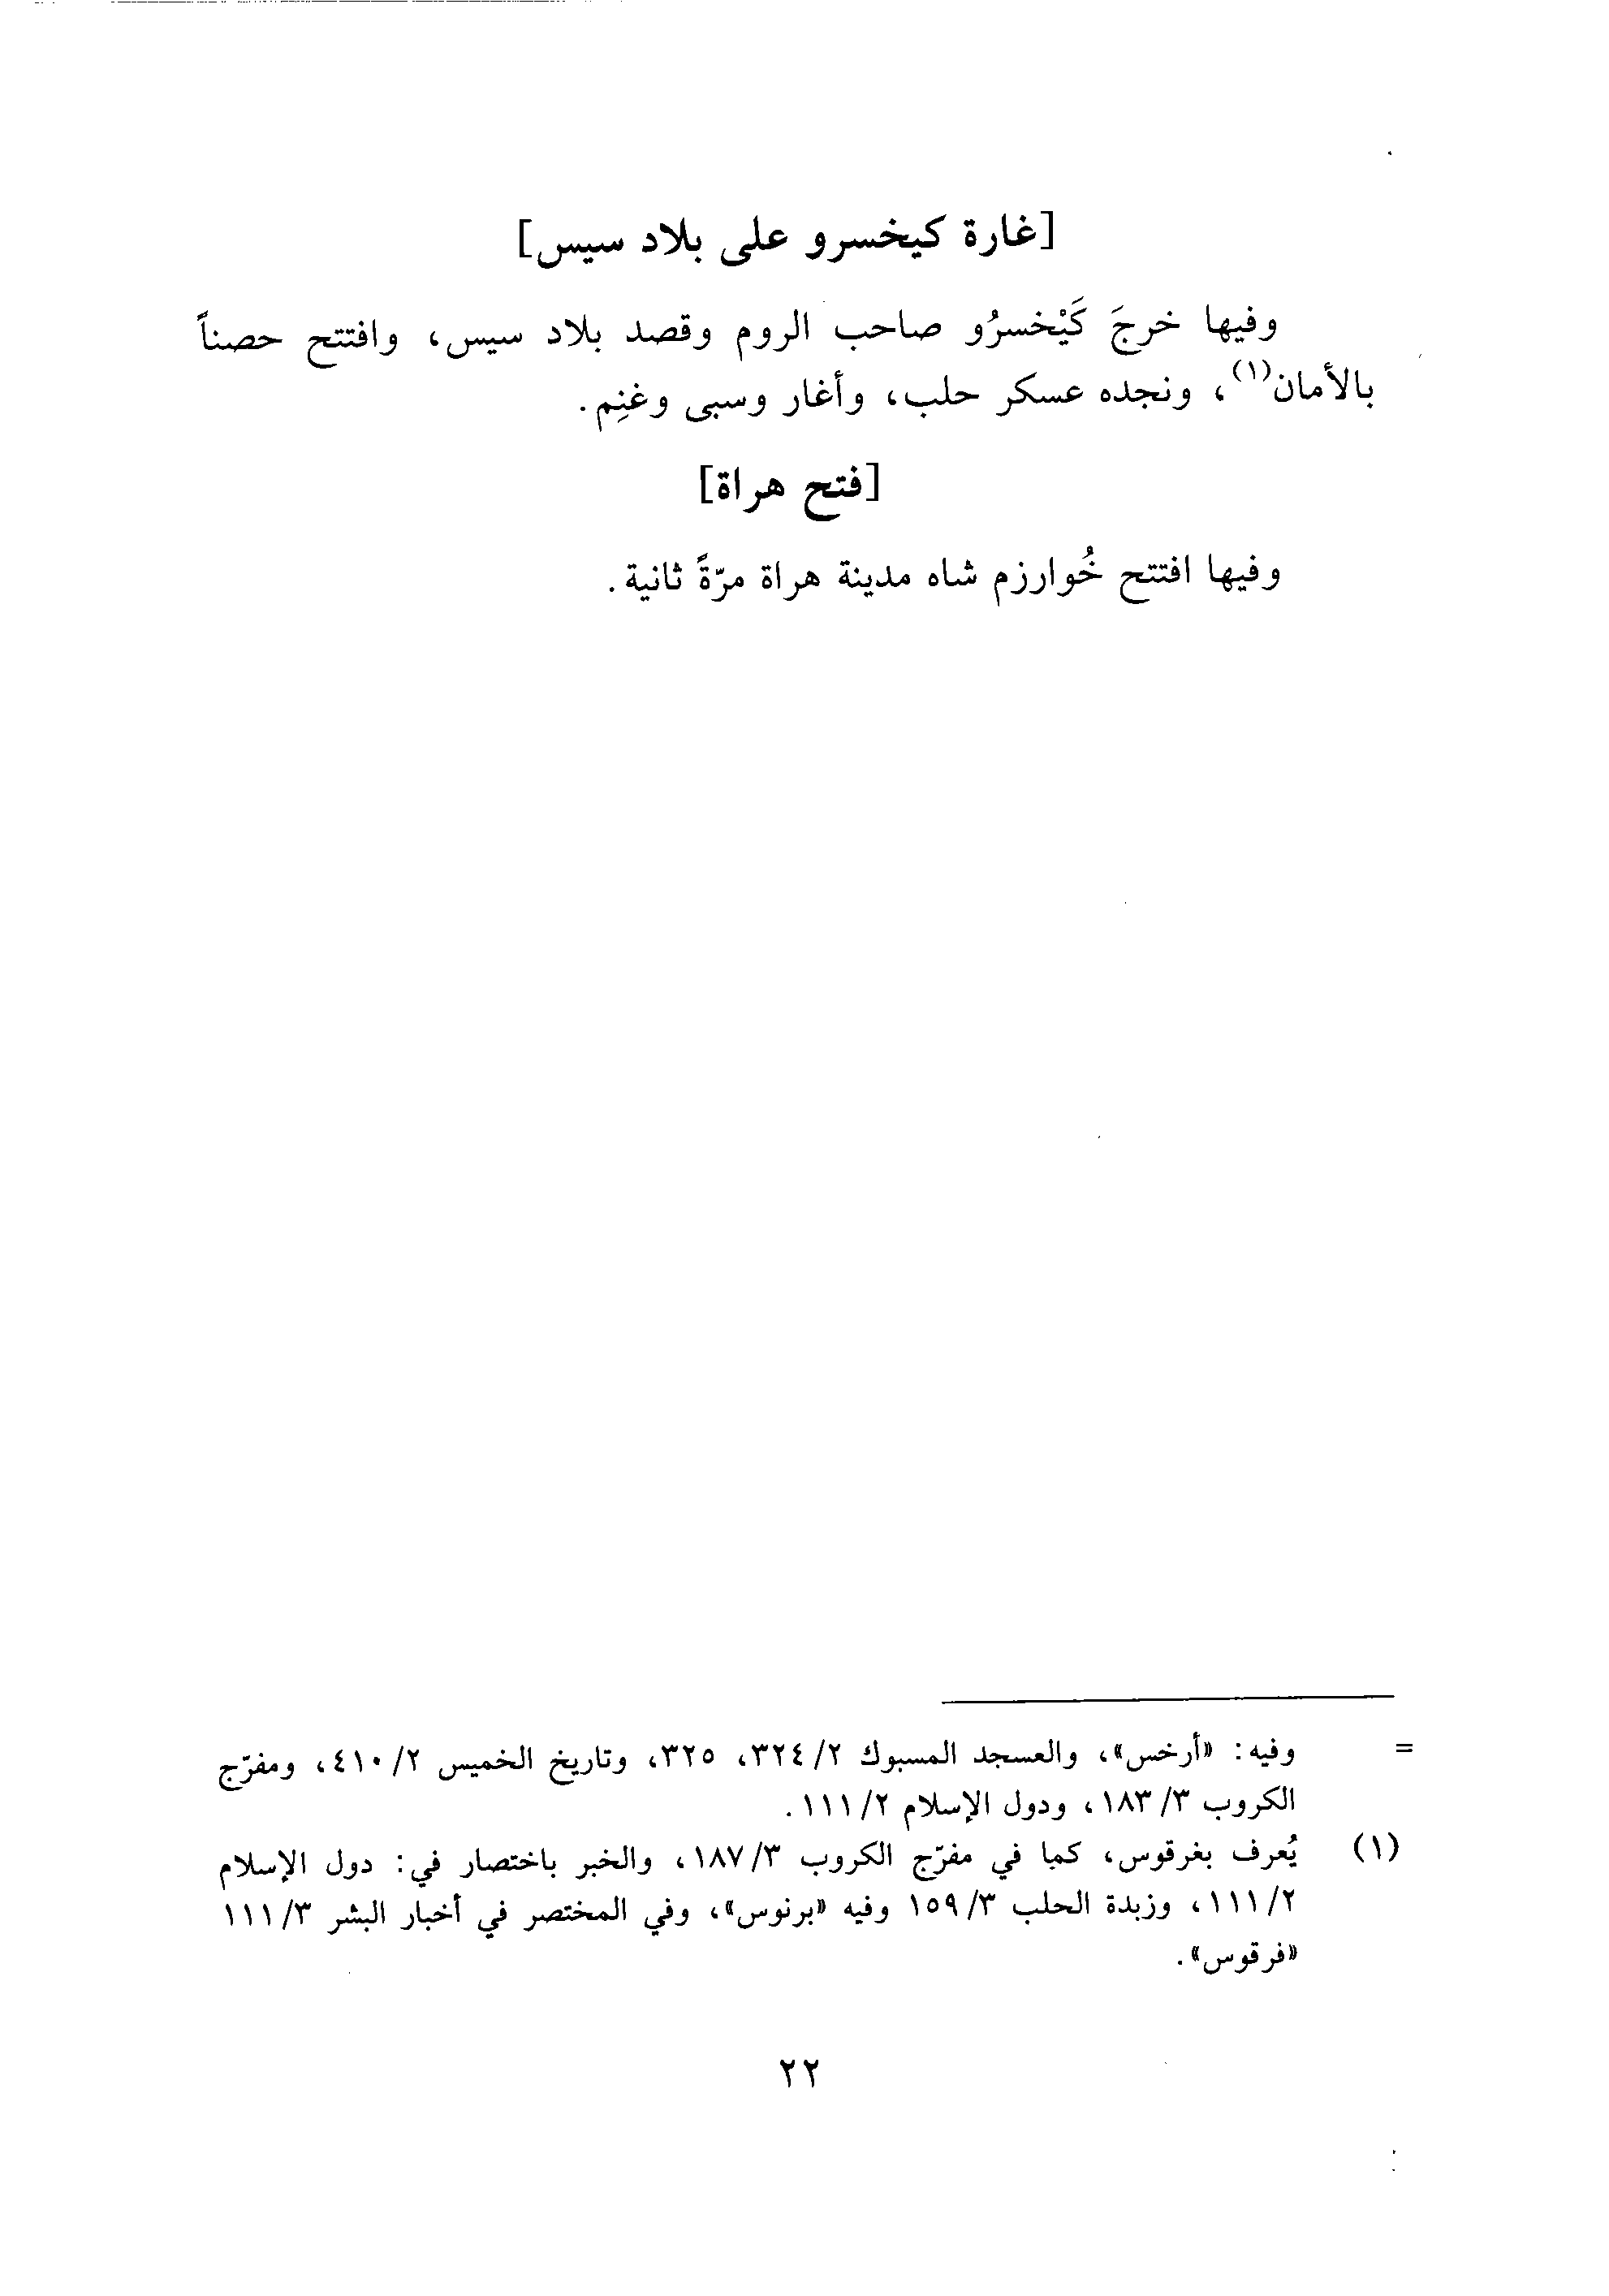 [غارة كيخسرو على بلاد سيس]
وفيها خرجَ كَيْخسرُو صاحب الروم وقصد بلاد سيس، وافتتح حصناً
بالأمان(١)، ونجده عسكر حلب، وأغار وسبى وغنِم.
[فتح هراة]
وفيها افتتح خُوارزم شاه مدينة هراة مرّةً ثانية.
= وفيه: «أرخس»، والعسجد المسبوك ٣٢٤/٢، ٣٢٥، وتاريخ الخميس ٤١٠/٢، ومفرّج
الكروب ١٨٣/٣، ودول الإسلام ١١١/٢.
(١) يُعرف بغرقوس، كما في مفرّج الكروب ١٨٧/٣، والخبر باختصار في: دول الإسلام
١١١/٢، وزبدة الحلب ١٥٩/٣ وفيه «برنوس»، وفي المختصر في أخبار البشر ١١١/٣
«فرقوس».
٢٢